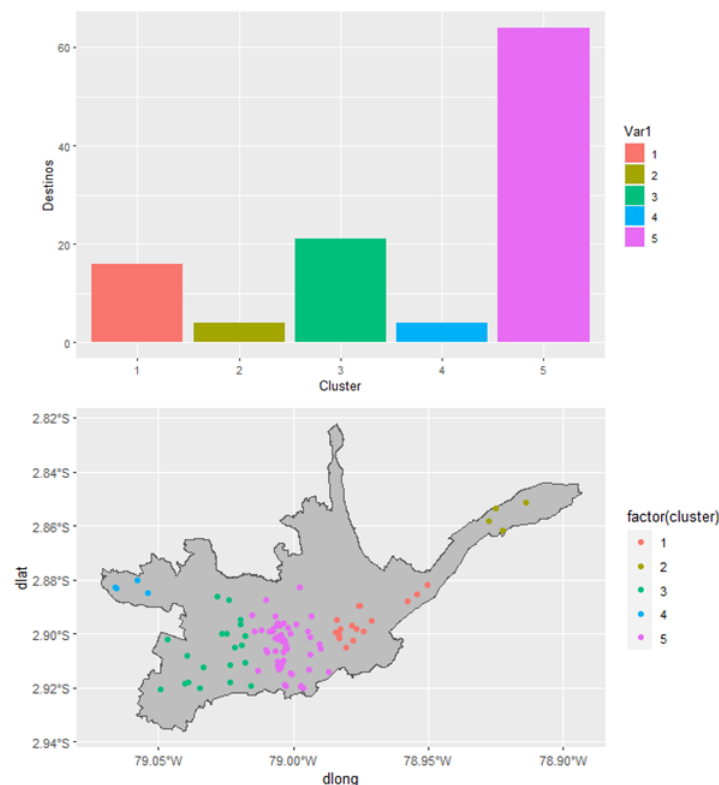 60
40
20
0
Destinos
1 2 3 4 5
Cluster
Var1
1
2
3
4
5
2.82°S
2.84°S
2.86°S
2.88°S
2.90°S
2.92°S
2.94°S
dlat
79.05°W 79.00°W 78.95°W 78.90°W
dlong
factor(cluster)
1
2
3
4
5